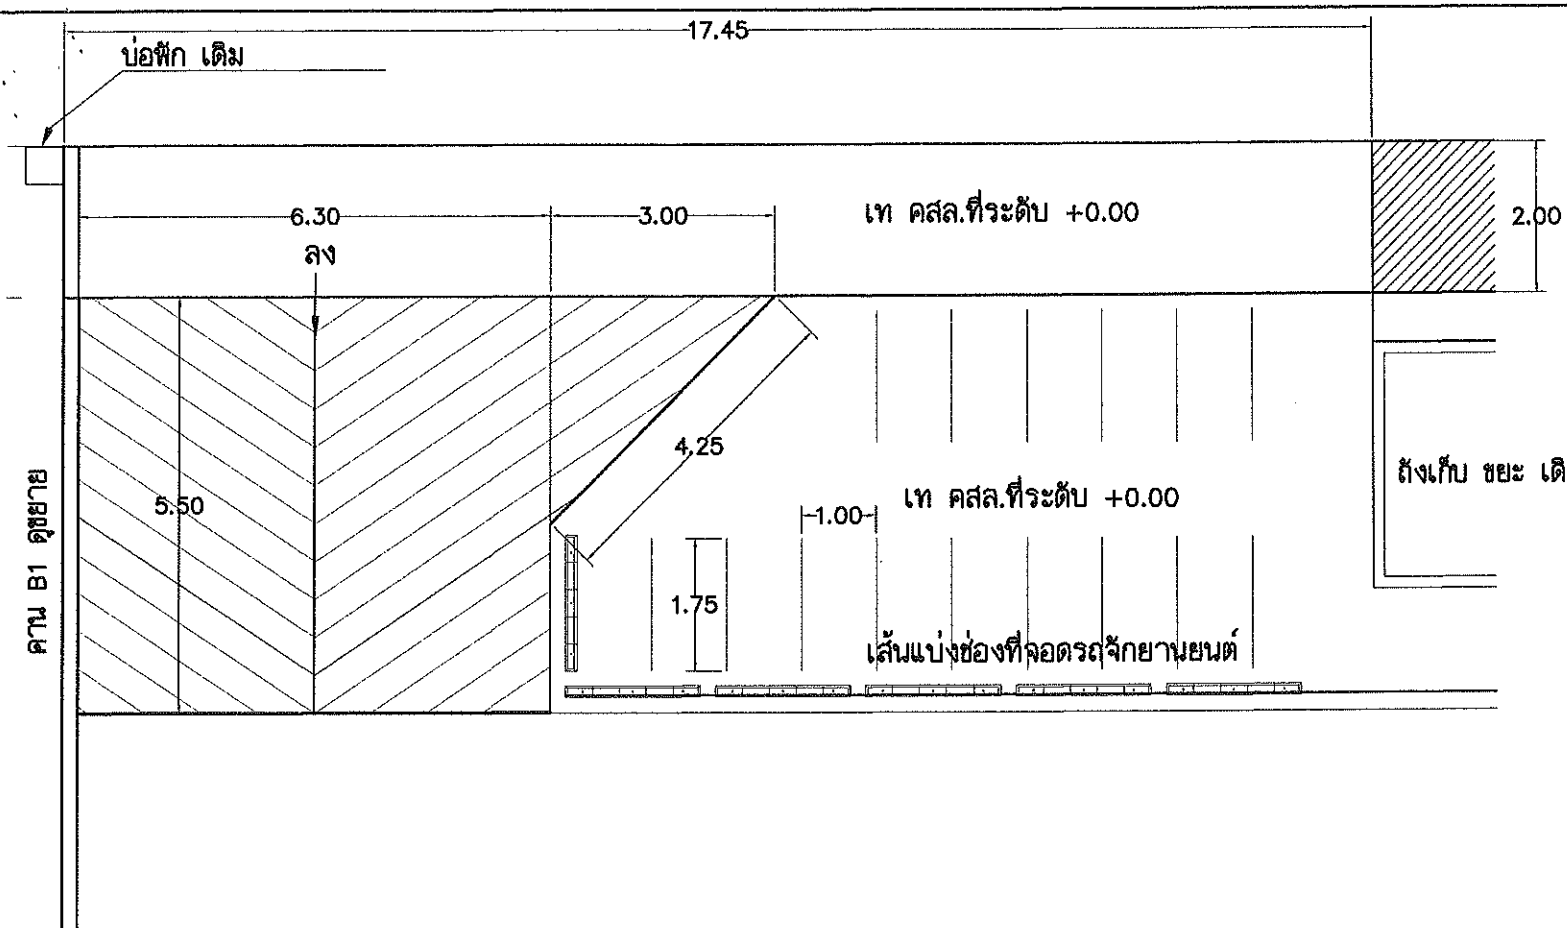 17.45
บ่อพัก เดิม
6.30
3.00
เท คสล.ที่ระดับ +0.00
2.00
ลง
4.25
ถังเก็บ ขยะ เดิ
เท คสล.ที่ระดับ +0.00
5.50
1.00
คาน B1 ดูขยาย
1.75
เส้นแบ่งช่องที่จอดรถจักยานยนต์